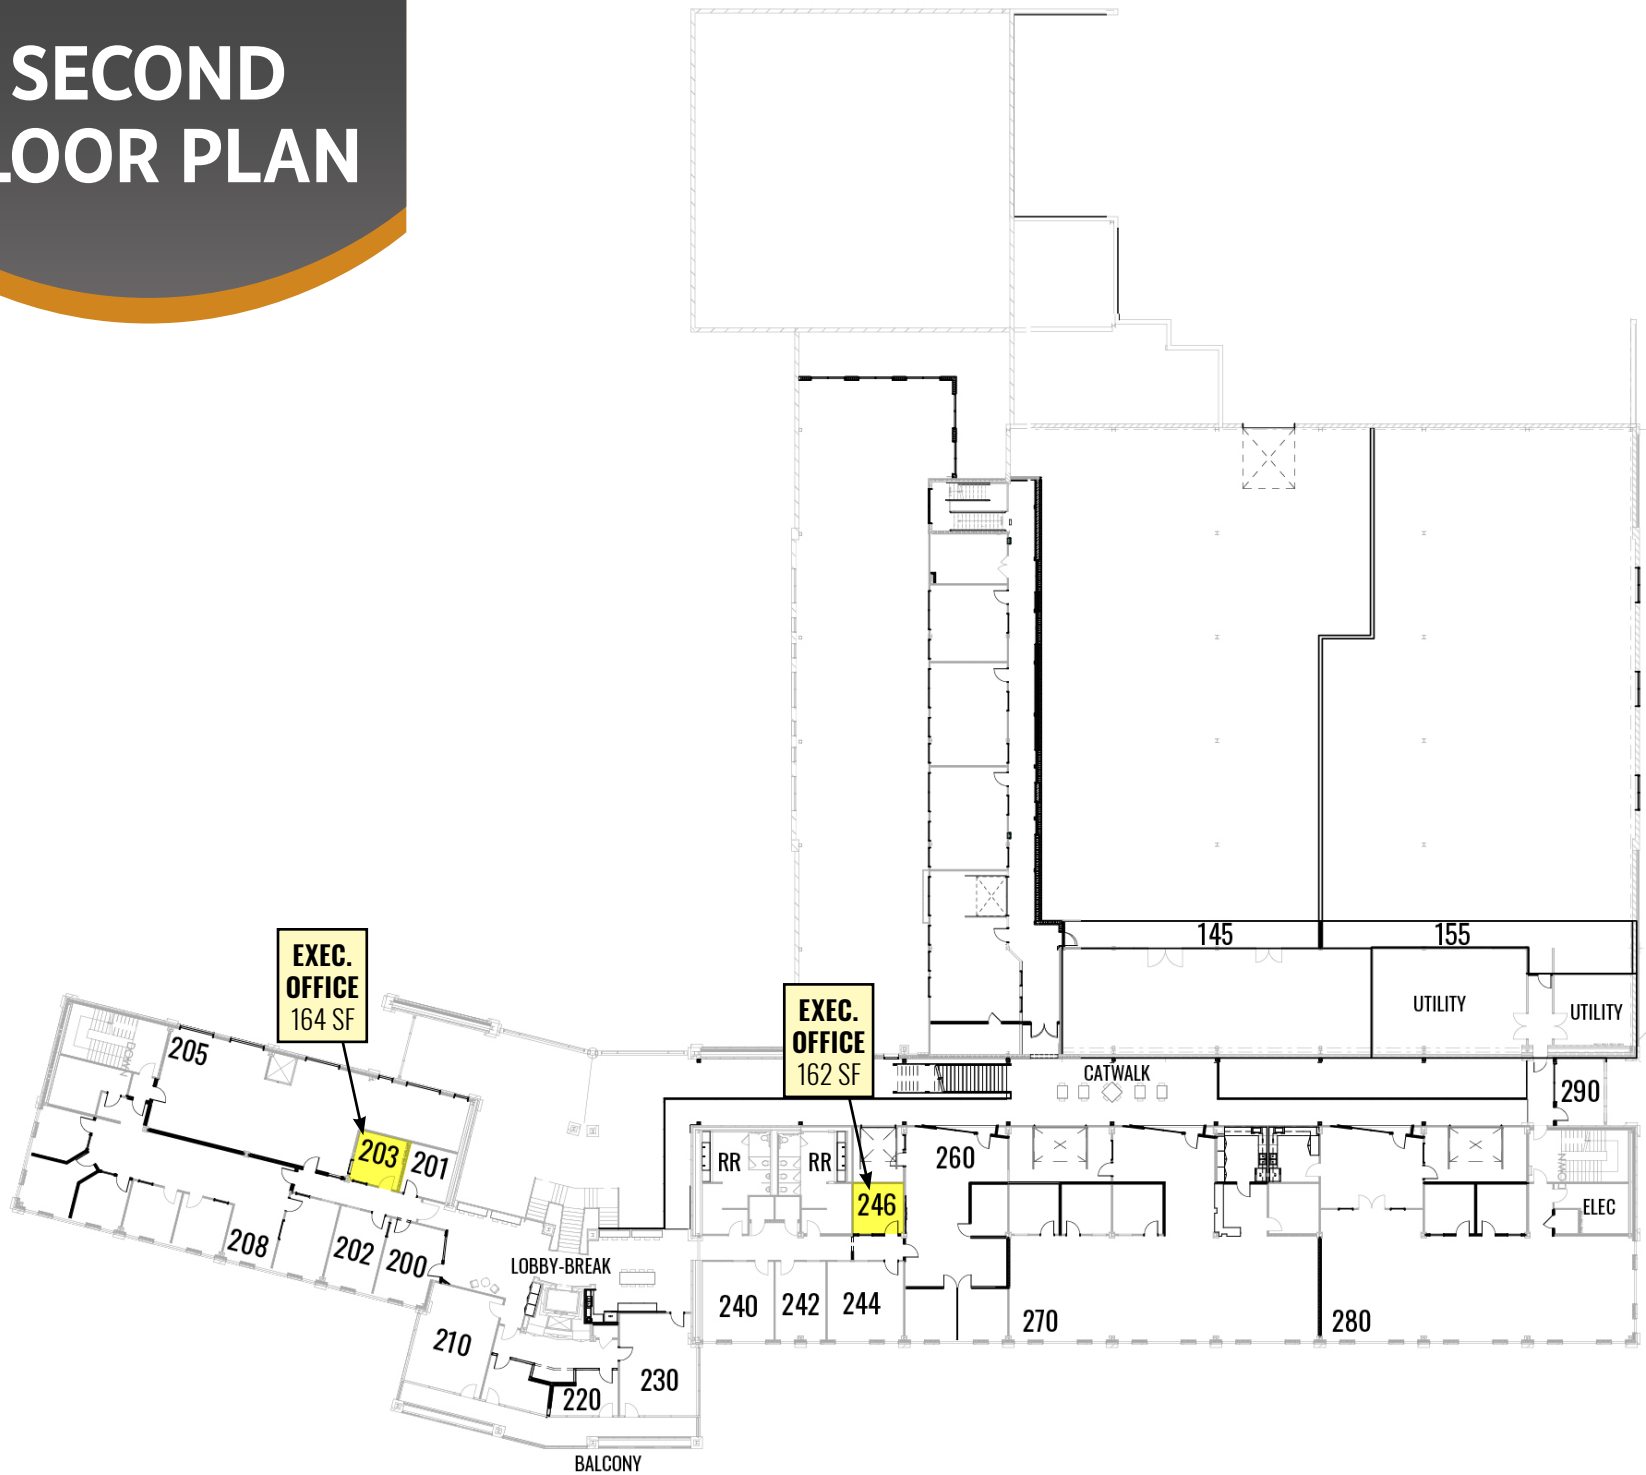 SECOND
LOOR PLAN
145
155
EXEC.
OFFICE
164 SF
EXEC.
OFFICE
162 SF
UTILITY
UTILITY
205
DOWN
CATWALK
290
203
201
RR
RR
260
DOWN
246
ELEC
208
202
200
LOBBY-BREAK
240
242
244
270
280
210
230
220
BALCONY